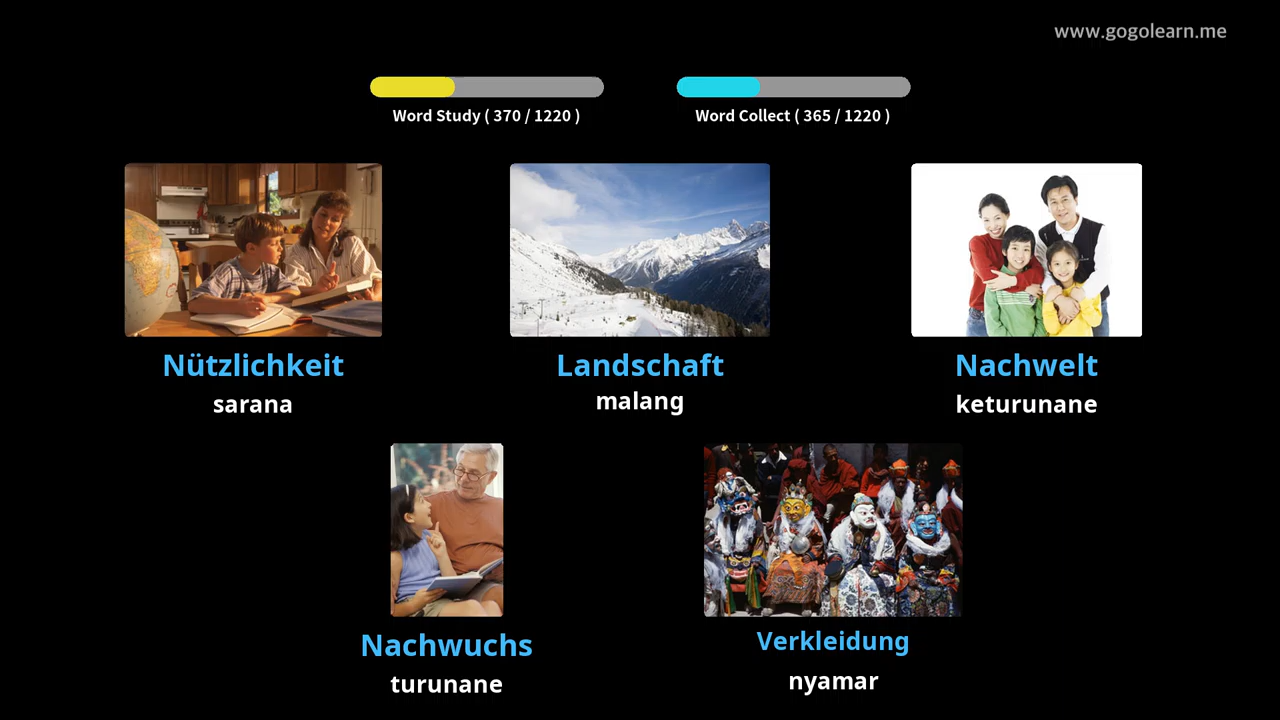 www.gogolearn.me
Word Study ( 370 / 1220 )
Word Collect ( 365 / 1220 )
Nützlichkeit
sarana
Landschaft
malang
Nachwelt
keturunane
Nachwuchs
turunane
Verkleidung
nyamar